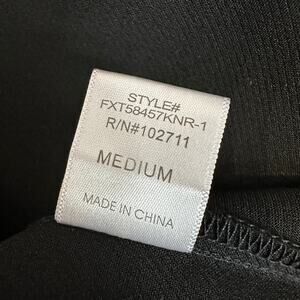 STYLE#
FXT58457KNR-1
R/N#102711
MEDIUM
MADE IN CHINA